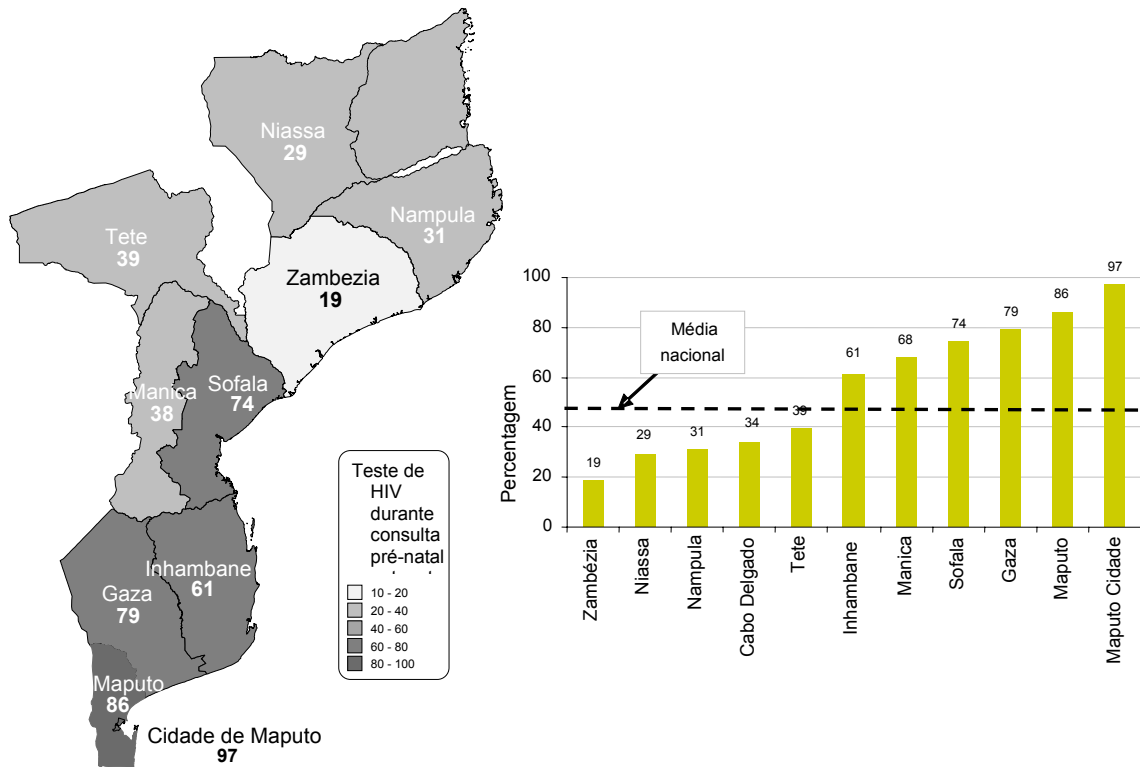 Niassa
29
Nampula
31
Tete
39
Zambezia
19
Manica
38
Sofala
74
Inhambane
61
Gaza
79
Maputo
86
Cidade de Maputo
97
Teste de
HIV
durante
consulta
pré-natal
10 - 20
20 - 40
40 - 60
60 - 80
80 - 100
Percentagem
100
80
60
40
20
0
Média
nacional
19
29
31
34
39
61
68
74
79
86
97
Zambézia
Niassa
Nampula
Cabo Delgado
Tete
Inhambane
Manica
Sofala
Gaza
Maputo
Maputo Cidade